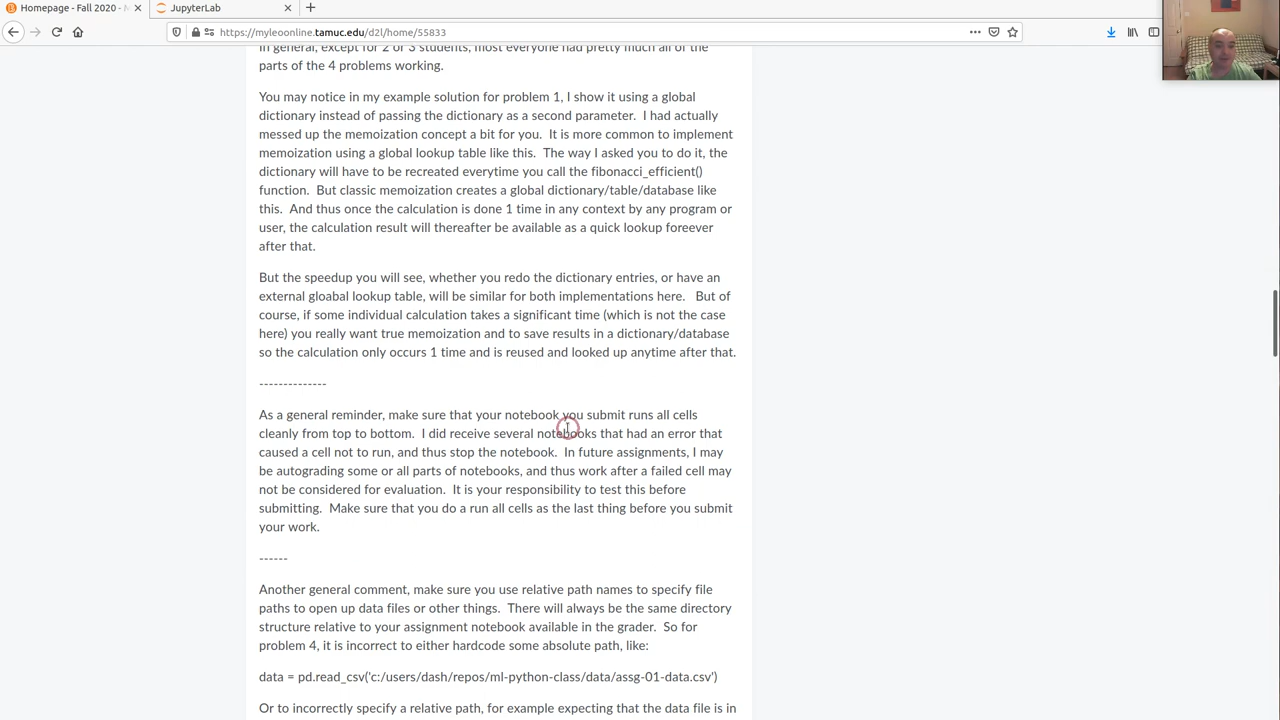 Homepage - Fall 2020 -
JupyterLab
https://myleoonline.tamuc.edu/d2l/home/55833
In general, except for 2 or 3 students, most everyone had pretty much all of the
parts of the 4 problems working.
You may notice in my example solution for problem 1, I show it using a global
dictionary instead of passing the dictionary as a second parameter.  I had actually
messed up the memoization concept a bit for you.  It is more common to implement
memoization using a global lookup table like this.  The way I asked you to do it, the
dictionary will have to be recreated everytime you call the fibonacci_efficient()
function.  But classic memoization creates a global dictionary/table/database like
this.  And thus once the calculation is done 1 time in any context by any program or
user, the calculation result will thereafter be available as a quick lookup foreever
after that.
But the speedup you will see, whether you redo the dictionary entries, or have an
external gloabal lookup table, will be similar for both implementations here.   But of
course, if some individual calculation takes a significant time (which is not the case
here) you really want true memoization and to save results in a dictionary/database
so the calculation only occurs 1 time and is reused and looked up anytime after that.
--------------
As a general reminder, make sure that your notebook you submit runs all cells
cleanly from top to bottom.  I did receive several notebooks that had an error that
caused a cell not to run, and thus stop the notebook.  In future assignments, I may
be autograding some or all parts of notebooks, and thus work after a failed cell may
not be considered for evaluation.  It is your responsibility to test this before
submitting.  Make sure that you do a run all cells as the last thing before you submit
your work.
------
Another general comment, make sure you use relative path names to specify file
paths to open up data files or other things.  There will always be the same directory
structure relative to your assignment notebook available in the grader.  So for
problem 4, it is incorrect to either hardcode some absolute path, like:
data = pd.read_csv('c:/users/dash/repos/ml-python-class/data/assg-01-data.csv')
Or to incorrectly specify a relative path, for example expecting that the data file is in